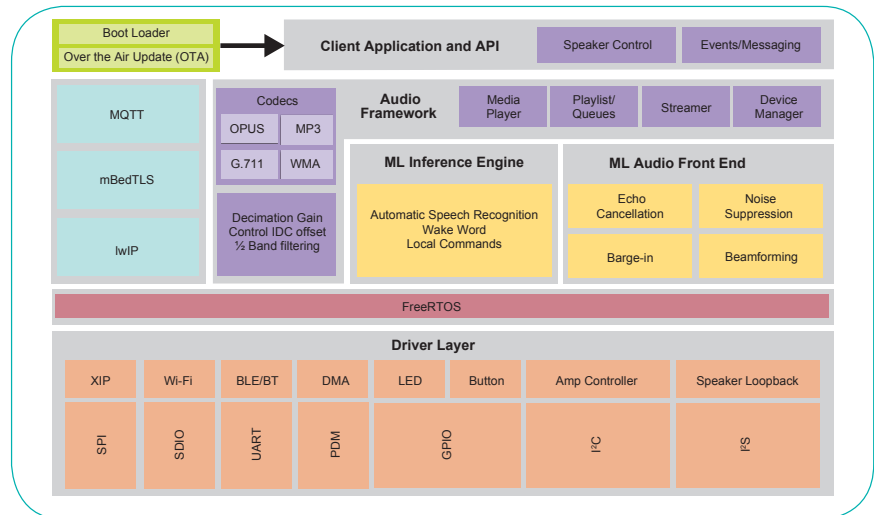 Boot Loader
Over the Air Update (OTA)
Client Application and API
Speaker Control
Events/Messaging
MQTT
mBedTLS
lwIP
Codecs
OPUS
MP3
G.711
WMA
Decimation Gain
Control IDC offset
½ Band filtering
Audio
Framework
Media
Player
Playlist/
Queues
Streamer
Device
Manager
ML Inference Engine
Automatic Speech Recognition
Wake Word
Local Commands
ML Audio Front End
Echo
Cancellation
Noise
Suppression
Barge-in
Beamforming
FreeRTOS
Driver Layer
XIP
Wi-Fi
BLE/BT
DMA
LED
Button
Amp Controller
Speaker Loopback
SPI
SDIO
UART
PDM
GPIO
I²C
I²S